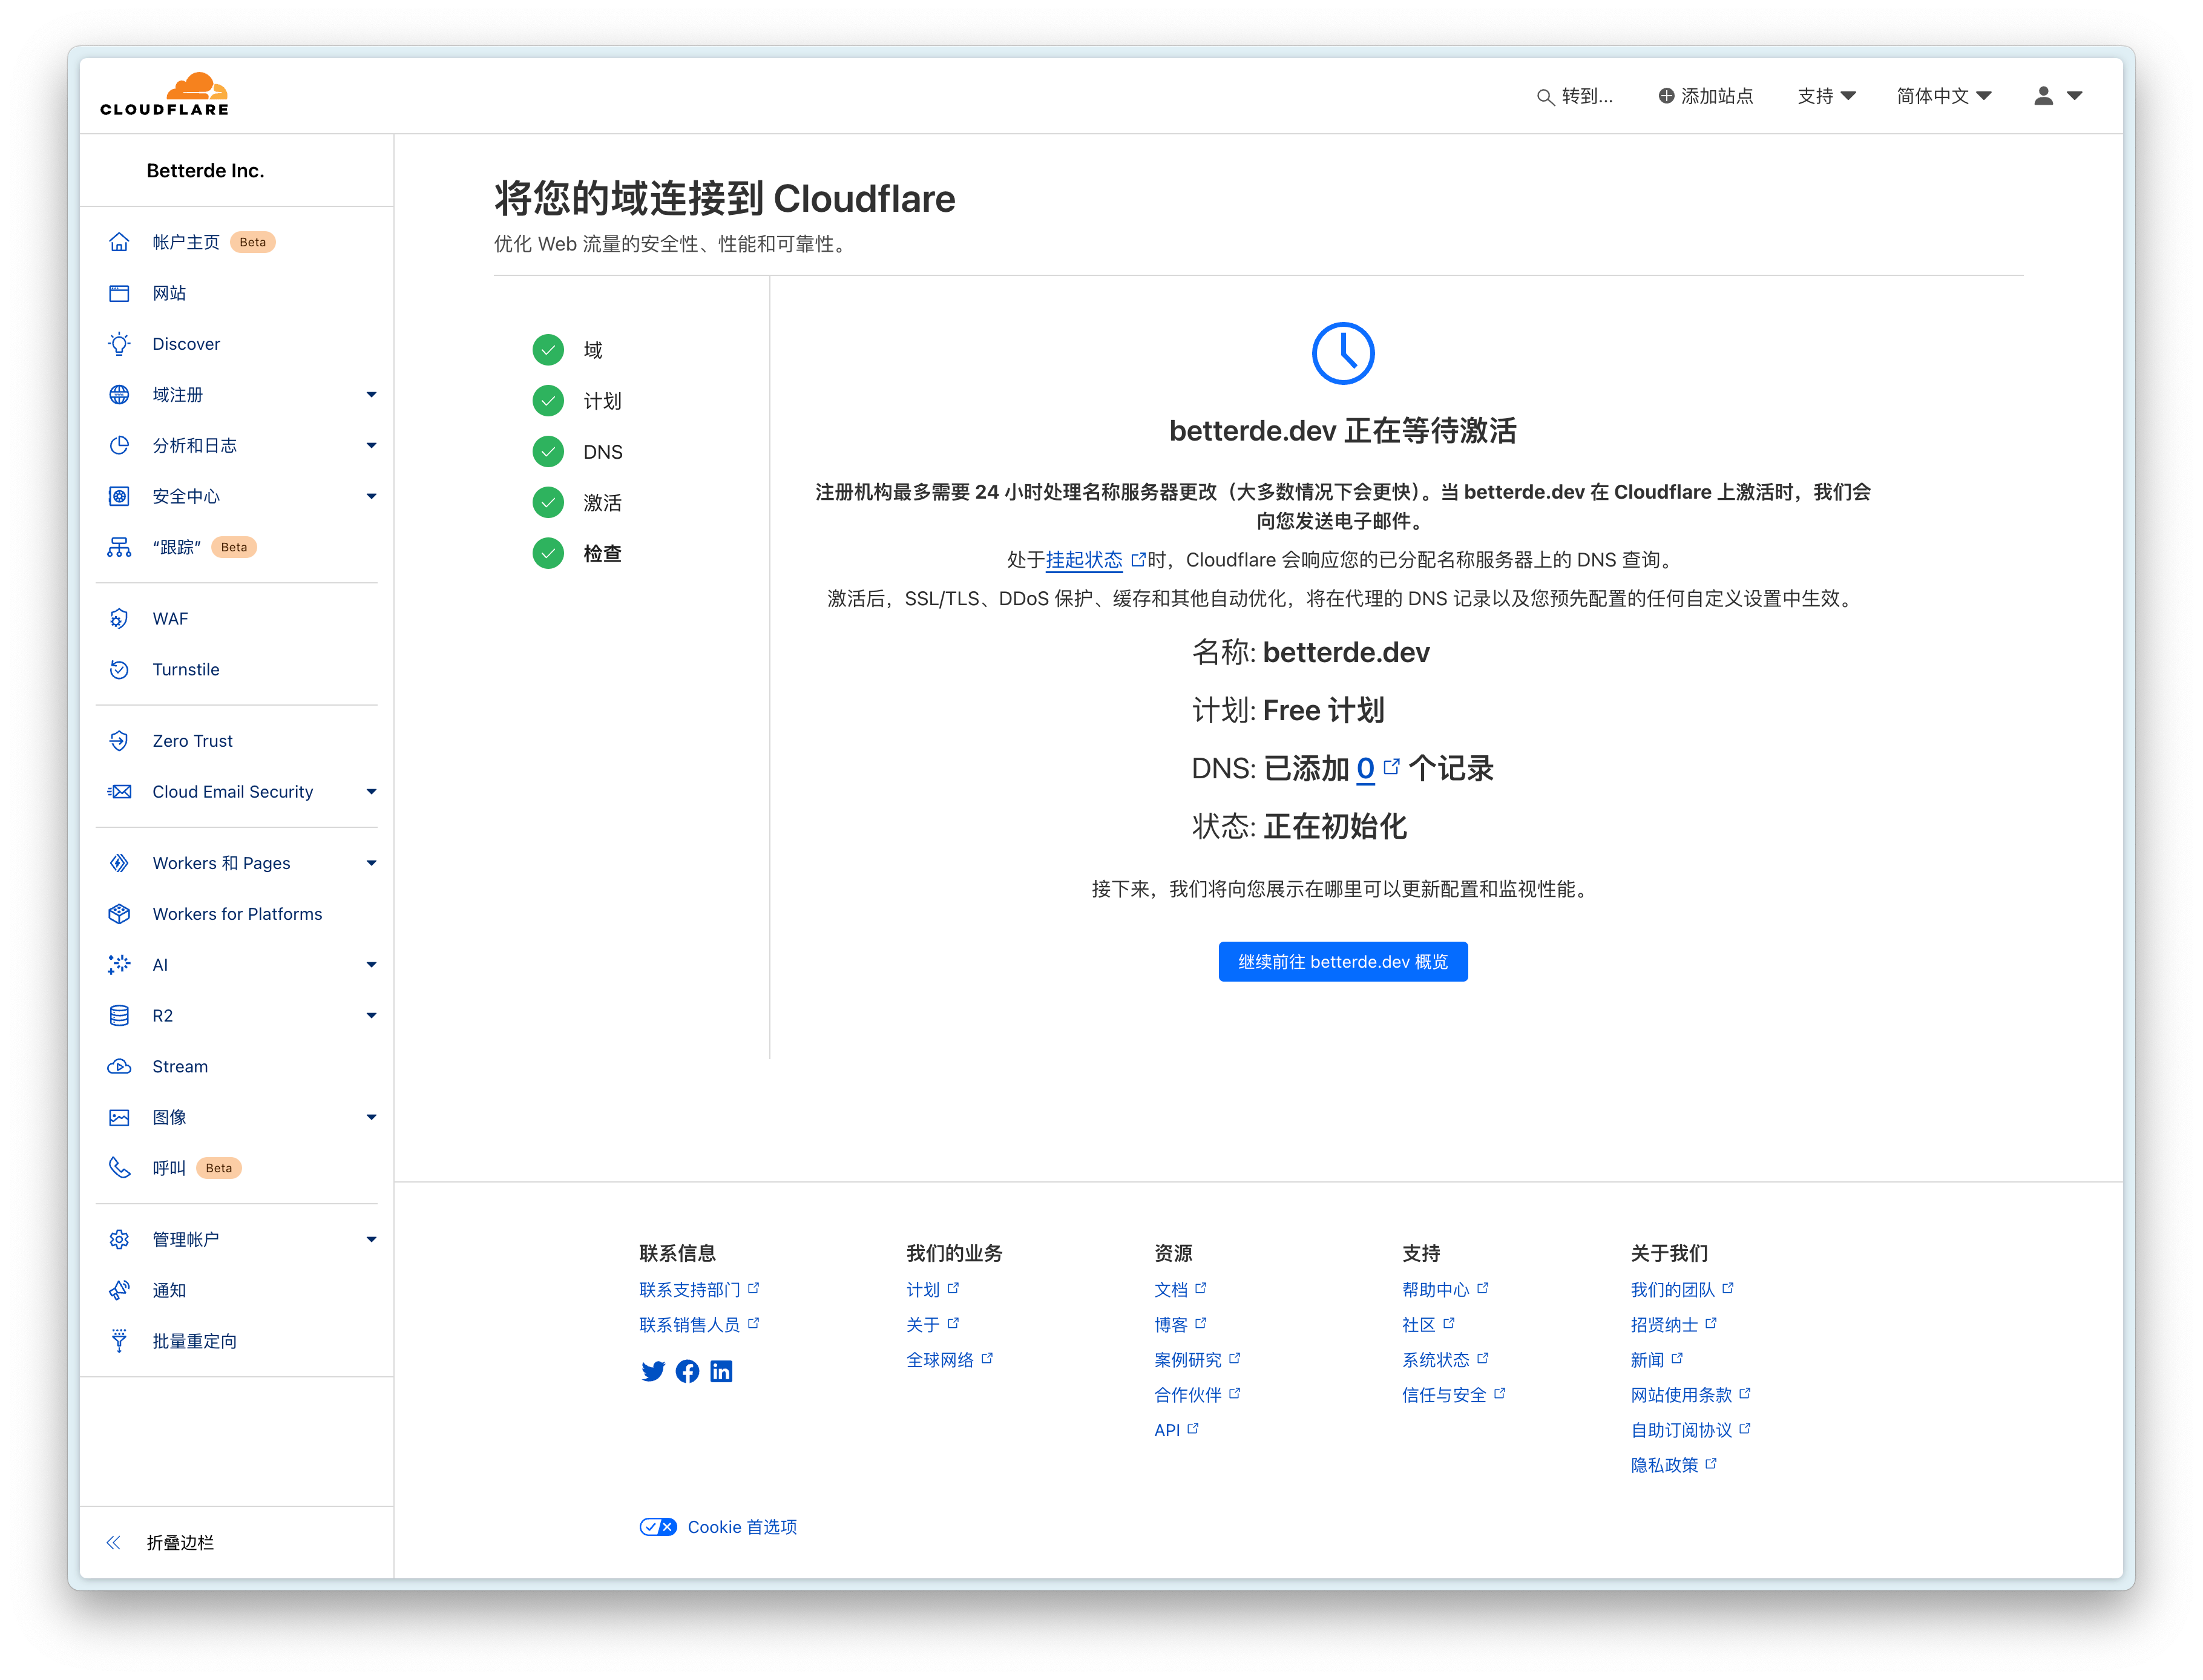 CLOUDFLARE
转到...
添加站点
支持
简体中文
Betterde Inc.
帐户主页 Beta
网站
Discover
域注册
分析和日志
安全中心
“跟踪” Beta
WAF
Turnstile
Zero Trust
Cloud Email Security
Workers 和 Pages
Workers for Platforms
AI
R2
Stream
图像
呼叫 Beta
管理帐户
通知
批量重定向
折叠边栏
将您的域连接到 Cloudflare
优化 Web 流量的安全性、性能和可靠性。
域
计划
DNS
激活
检查
betterde.dev 正在等待激活
注册机构最多需要 24 小时处理名称服务器更改（大多数情况下会更快）。当 betterde.dev 在 Cloudflare 上激活时，我们会
向您发送电子邮件。
处于挂起状态时，Cloudflare 会响应您的已分配名称服务器上的 DNS 查询。
激活后，SSL/TLS、DDoS 保护、缓存和其他自动优化，将在代理的 DNS 记录以及您预先配置的任何自定义设置中生效。
名称: betterde.dev
计划: Free 计划
DNS: 已添加 0 个记录
状态: 正在初始化
接下来，我们将向您展示在哪里可以更新配置和监视性能。
继续前往 betterde.dev 概览
联系信息
联系支持部门
联系销售人员
我们的业务
计划
关于
全球网络
资源
文档
博客
案例研究
合作伙伴
API
支持
帮助中心
社区
系统状态
信任与安全
关于我们
我们的团队
招贤纳士
新闻
网站使用条款
自助订阅协议
隐私政策
Cookie 首选项